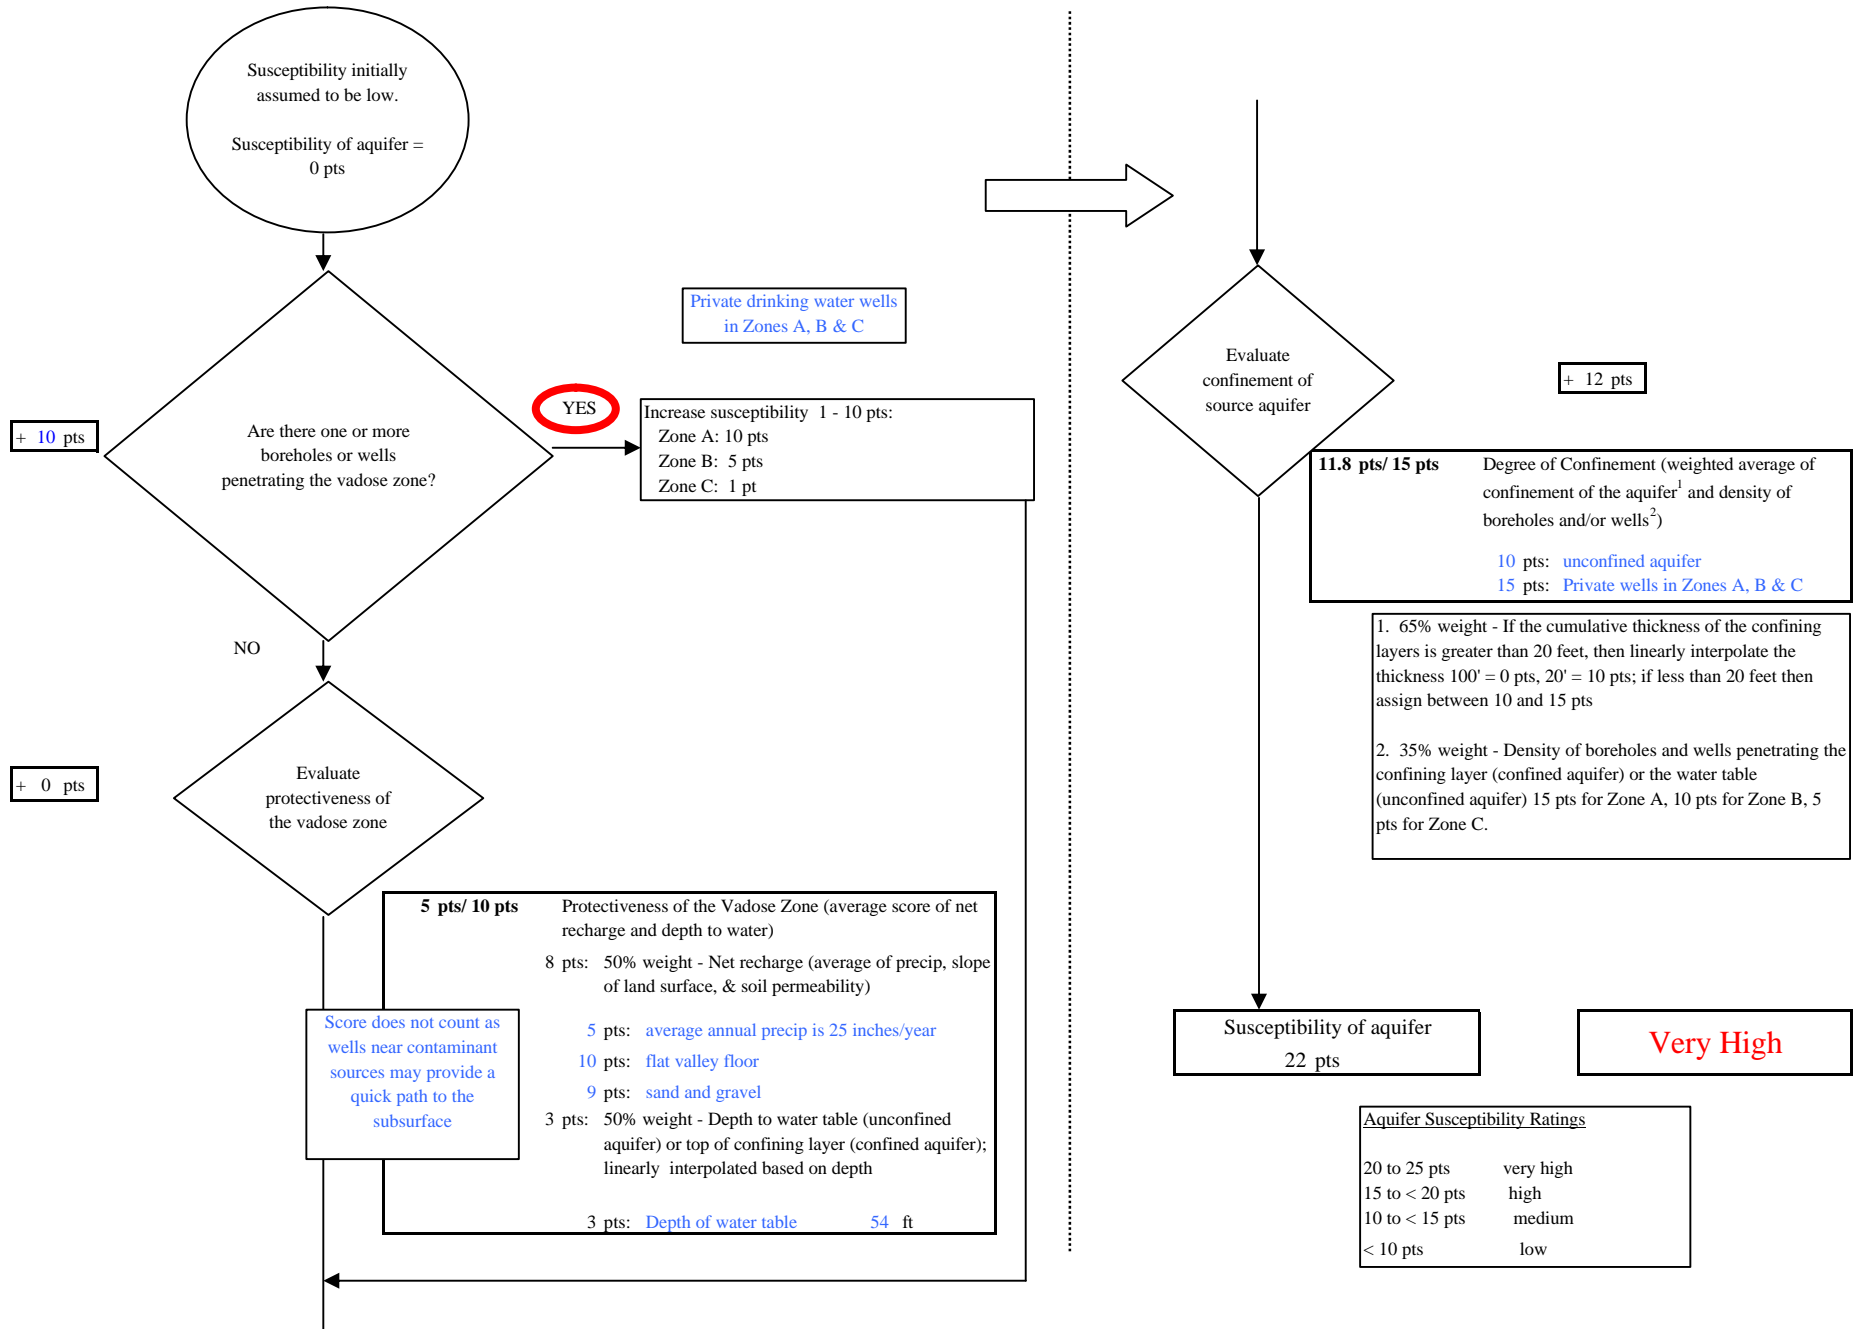 Susceptibility initially
assumed to be low.
Susceptibility of aquifer =
0 pts
Private drinking water wells
in Zones A, B & C
YES
Increase susceptibility 1 - 10 pts:
Zone A: 10 pts
Zone B: 5 pts
Zone C: 1 pt
+ 10 pts
Are there one or more
boreholes or wells
penetrating the vadose zone?
NO
+ 0 pts
Evaluate
protectiveness of
the vadose zone
5 pts/ 10 pts Protectiveness of the Vadose Zone (average score of net
recharge and depth to water)
8 pts: 50% weight - Net recharge (average of precip, slope
of land surface, & soil permeability)
5 pts: average annual precip is 25 inches/year
10 pts: flat valley floor
9 pts: sand and gravel
3 pts: 50% weight - Depth to water table (unconfined
aquifer) or top of confining layer (confined aquifer);
linearly interpolated based on depth
3 pts: Depth of water table 54 ft
Score does not count as
wells near contaminant
sources may provide a
quick path to the
subsurface
Evaluate
confinement of
source aquifer
+ 12 pts
11.8 pts/ 15 pts Degree of Confinement (weighted average of
confinement of the aquifer1 and density of
boreholes and/or wells2)
10 pts: unconfined aquifer
15 pts: Private wells in Zones A, B & C
1. 65% weight - If the cumulative thickness of the confining
layers is greater than 20 feet, then linearly interpolate the
thickness 100' = 0 pts, 20' = 10 pts; if less than 20 feet then
assign between 10 and 15 pts
2. 35% weight - Density of boreholes and wells penetrating the
confining layer (confined aquifer) or the water table
(unconfined aquifer) 15 pts for Zone A, 10 pts for Zone B, 5
pts for Zone C.
Susceptibility of aquifer
22 pts
Very High
Aquifer Susceptibility Ratings
20 to 25 pts very high
15 to < 20 pts high
10 to < 15 pts medium
< 10 pts low